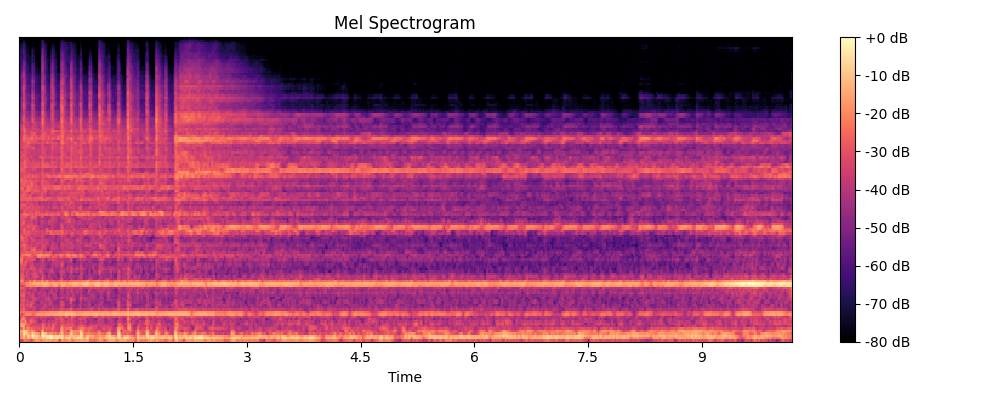 Mel Spectrogram
+0 dB
-10 dB
-20 dB
-30 dB
-40 dB
-50 dB
-60 dB
-70 dB
-80 dB
0 1.5 3 4.5 6 7.5 9
Time